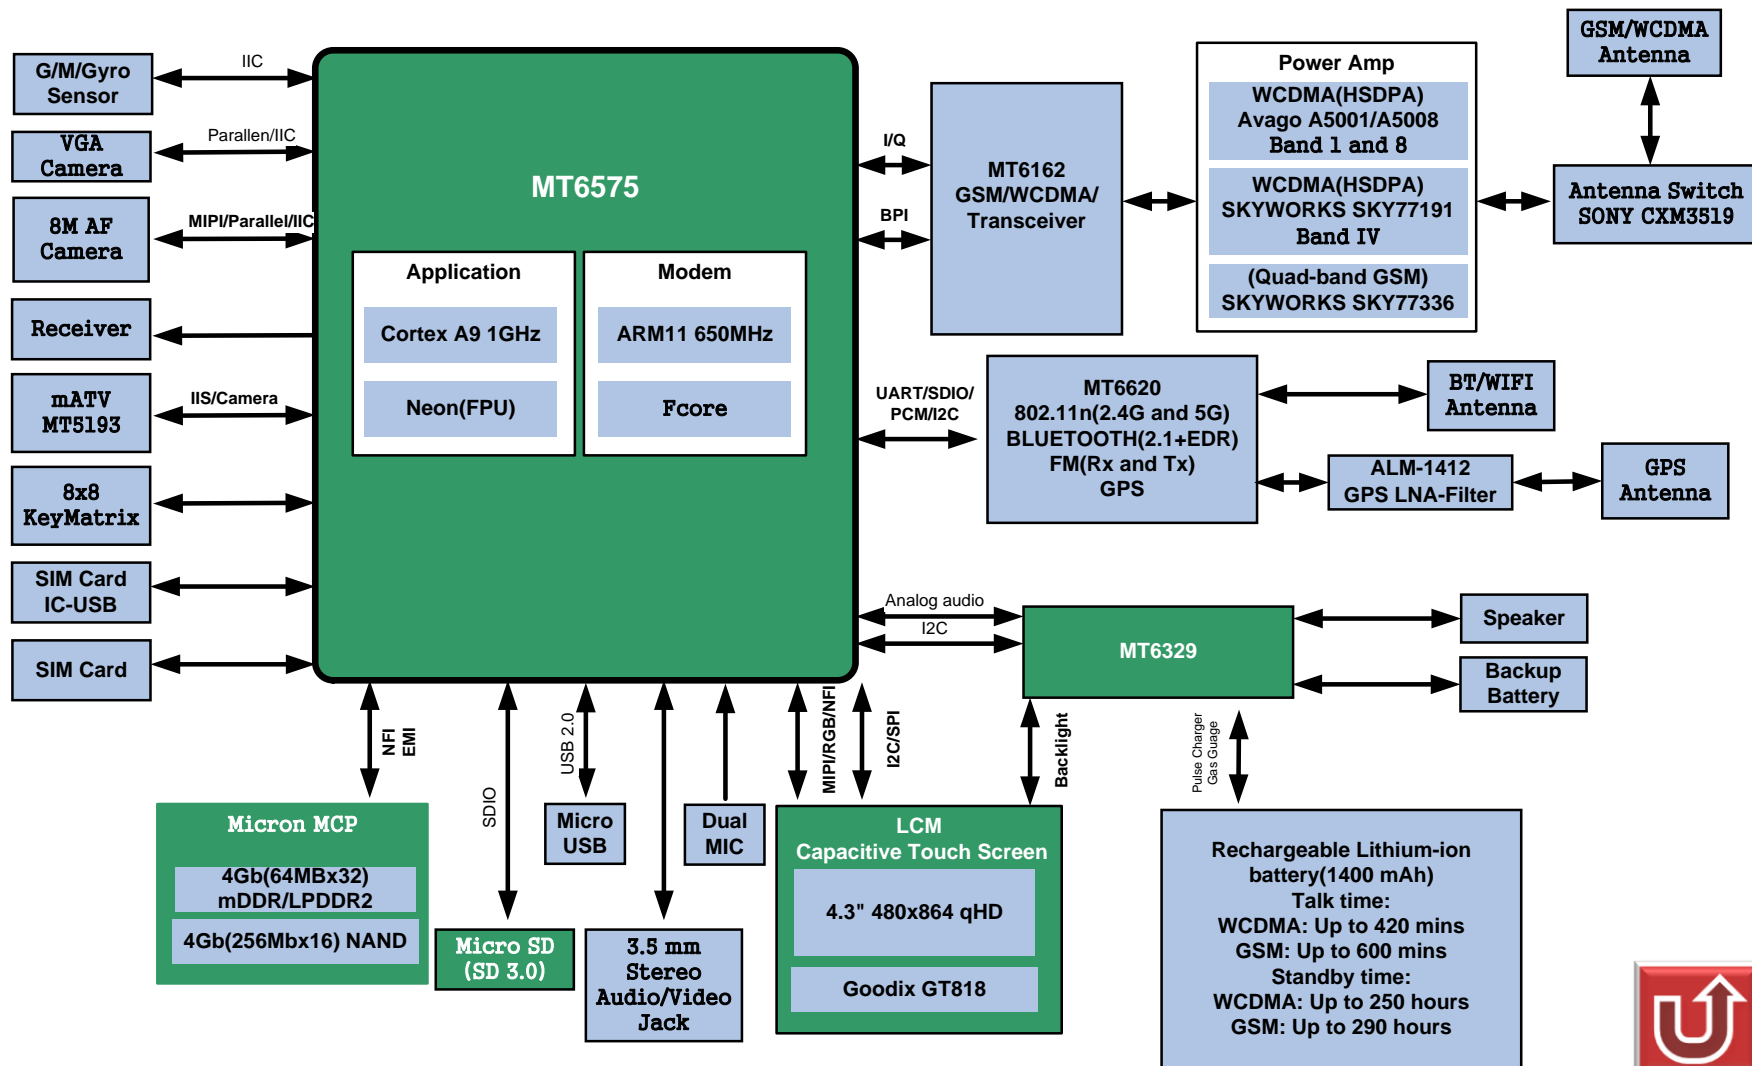 G/M/Gyro
Sensor
IIC
VGA
Camera
Parallen/IIC
8M AF
Camera
MIPI/Parallel/IIC
Receiver
mATV
MT5193
IIS/Camera
8x8
KeyMatrix
SIM Card
IC-USB
SIM Card
MT6575
Application
Cortex A9 1GHz
Neon(FPU)
Modem
ARM11 650MHz
Fcore
I/Q
BPI
MT6162
GSM/WCDMA/
Transceiver
Power Amp
WCDMA(HSDPA)
Avago A5001/A5008
Band 1 and 8
WCDMA(HSDPA)
SKYWORKS SKY77191
Band IV
(Quad-band GSM)
SKYWORKS SKY77336
GSM/WCDMA
Antenna
Antenna Switch
SONY CXM3519
UART/SDIO/
PCM/I2C
MT6620
802.11n(2.4G and 5G)
BLUETOOTH(2.1+EDR)
FM(Rx and Tx)
GPS
BT/WIFI
Antenna
ALM-1412
GPS LNA-Filter
GPS
Antenna
Analog audio
I2C
MT6329
Speaker
Backup
Battery
NFI
EMI
SDIO
USB 2.0
MIPI/RGB/NFI
I2C/SPI
Backlight
Pulse Charger
Gas Guage
Micron MCP
4Gb(64MBx32)
mDDR/LPDDR2
4Gb(256Mbx16) NAND
Micro SD
(SD 3.0)
Micro
USB
3.5 mm
Stereo
Audio/Video
Jack
Dual
MIC
LCM
Capacitive Touch Screen
4.3" 480x864 qHD
Goodix GT818
Rechargeable Lithium-ion
battery(1400 mAh)
Talk time:
WCDMA: Up to 420 mins
GSM: Up to 600 mins
Standby time:
WCDMA: Up to 250 hours
GSM: Up to 290 hours